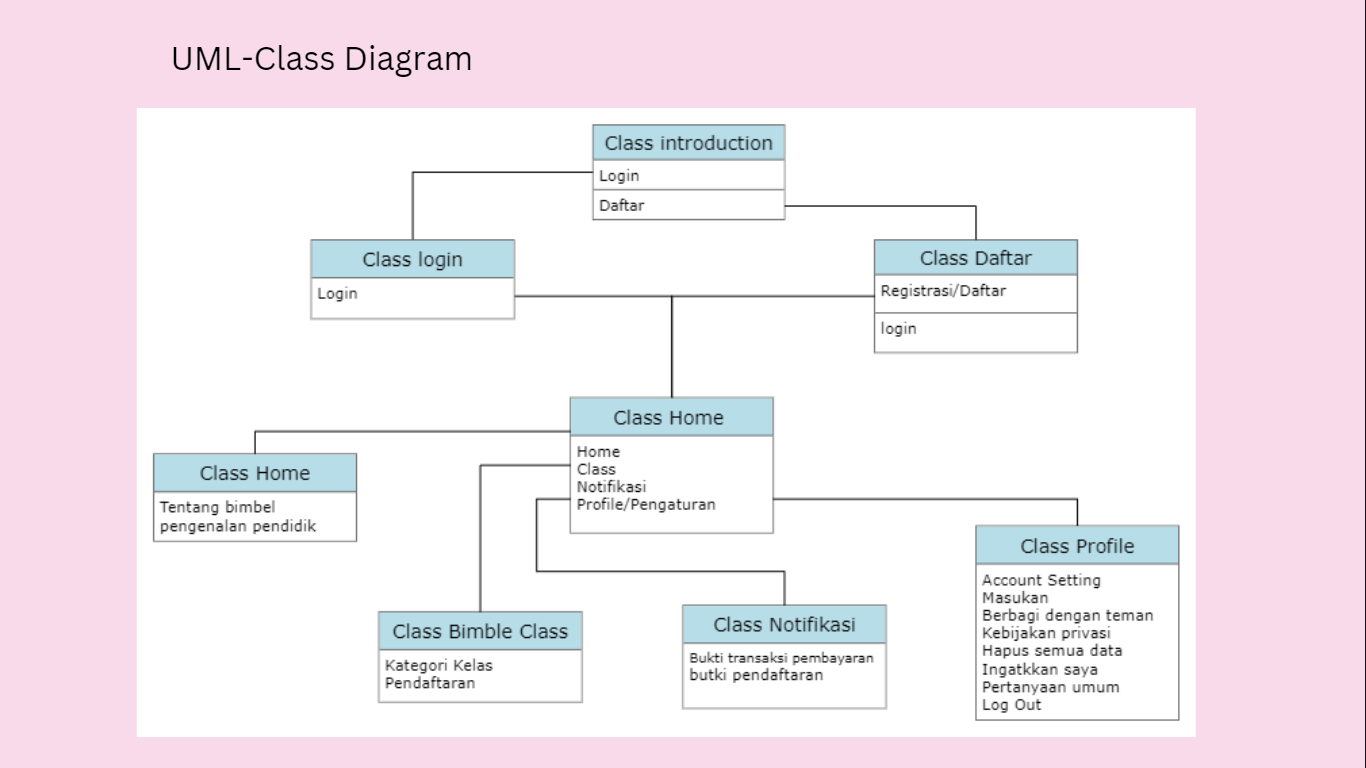 UML-Class Diagram
Class introduction
Login
Daftar
Class login
Login
Class Daftar
Registrasi/Daftar
login
Class Home
Home
Class
Notifikasi
Profile/Pengaturan
Class Home
Tentang bimbel
pengenalan pendidik
Class Bimble Class
Kategori Kelas
Pendaftaran
Class Notifikasi
Bukti transaksi pembayaran
butki pendaftaran
Class Profile
Account Setting
Masukan
Berbagi dengan teman
Kebijakan privasi
Hapus semua data
Ingatkkan saya
Pertanyaan umum
Log Out